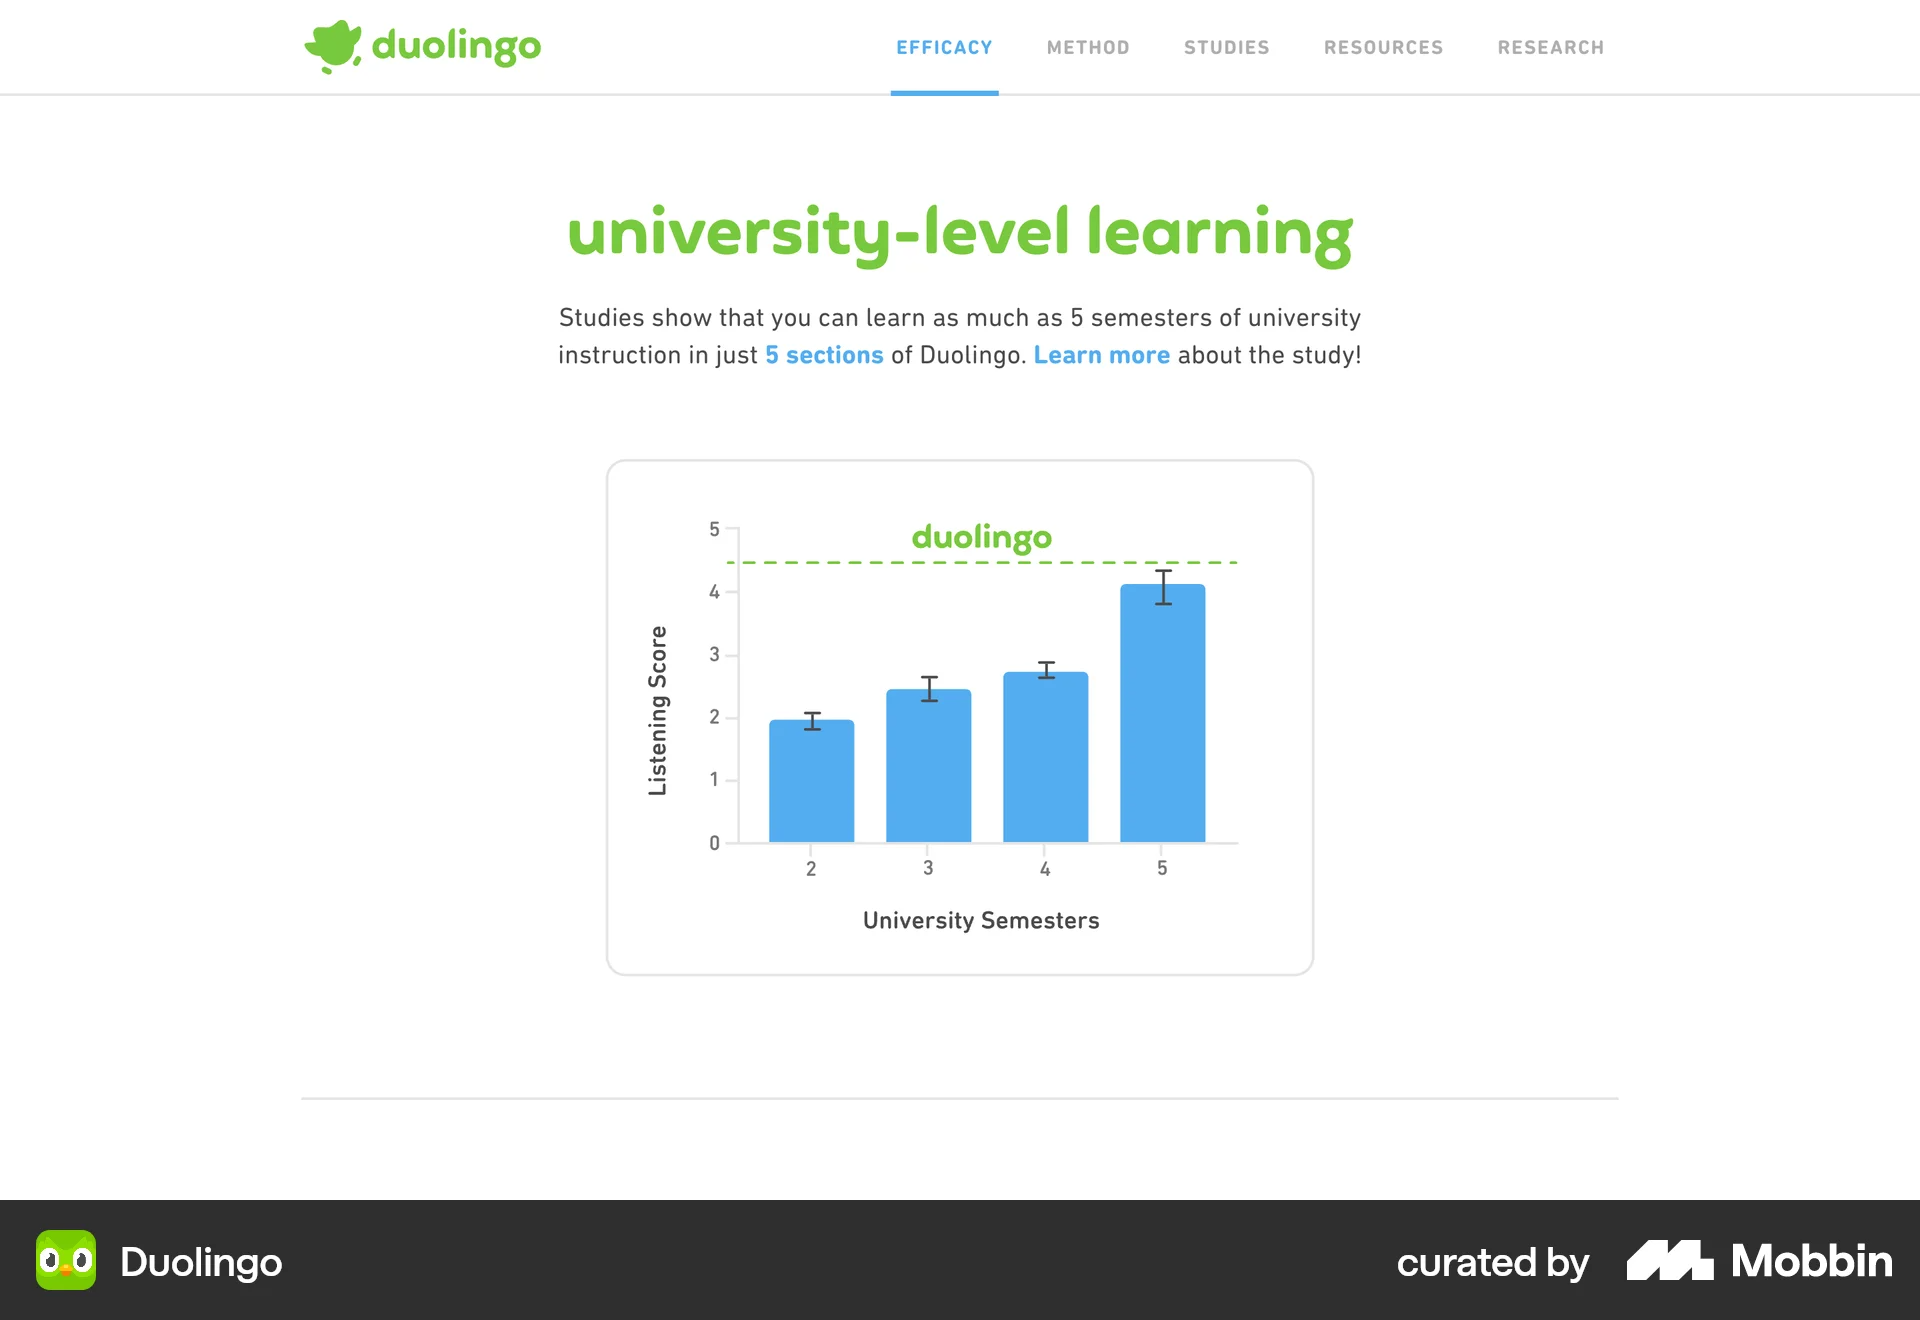 duolingo
EFFICACY METHOD STUDIES RESOURCES RESEARCH
university-level learning
Studies show that you can learn as much as 5 semesters of university
instruction in just 5 sections of Duolingo. Learn more about the study!
duolingo
5
4
3
2
1
0
Listening Score
2 3 4 5
University Semesters
Duolingo
curated by Mobbin